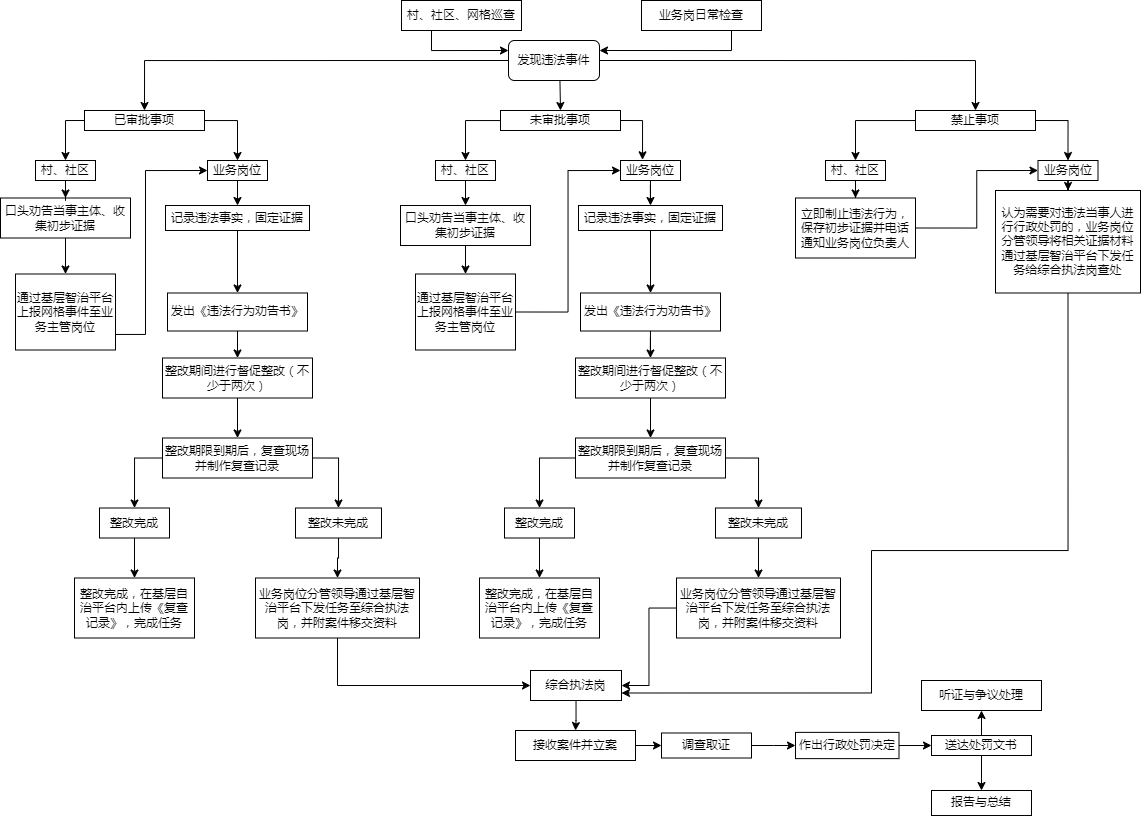 村、社区、网格巡查
业务岗日常检查
发现违法事件
已审批事项
未审批事项
禁止事项
村、社区
业务岗位
村、社区
业务岗位
村、社区
业务岗位
口头劝告当事主体、收
集初步证据
记录违法事实，固定证据
口头劝告当事主体、收
集初步证据
记录违法事实，固定证据
立即制止违法行为，
保存初步证据并电话
通知业务岗位负责人
认为需要对违法当事人进
行行政处罚的，业务岗位
分管领导将相关证据材料
通过基层智治平台下发任
务给综合执法岗查处
通过基层智治平台
上报网格事件至业
务主管岗位
发出《违法行为劝告书》
通过基层智治平台
上报网格事件至业
务主管岗位
发出《违法行为劝告书》
整改期间进行督促整改（不
少于两次）
整改期间进行督促整改（不
少于两次）
整改期限到期后，复查现场
并制作复查记录
整改期限到期后，复查现场
并制作复查记录
整改完成
整改未完成
整改完成
整改未完成
整改完成，在基层自
治平台内上传《复查
记录》，完成任务
业务岗位分管领导通过基层智
治平台下发任务至综合执法
岗，并附案件移交资料
整改完成，在基层自
治平台内上传《复查
记录》，完成任务
业务岗位分管领导通过基层智
治平台下发任务至综合执法
岗，并附案件移交资料
综合执法岗
听证与争议处理
接收案件并立案
调查取证
作出行政处罚决定
送达处罚文书
报告与总结